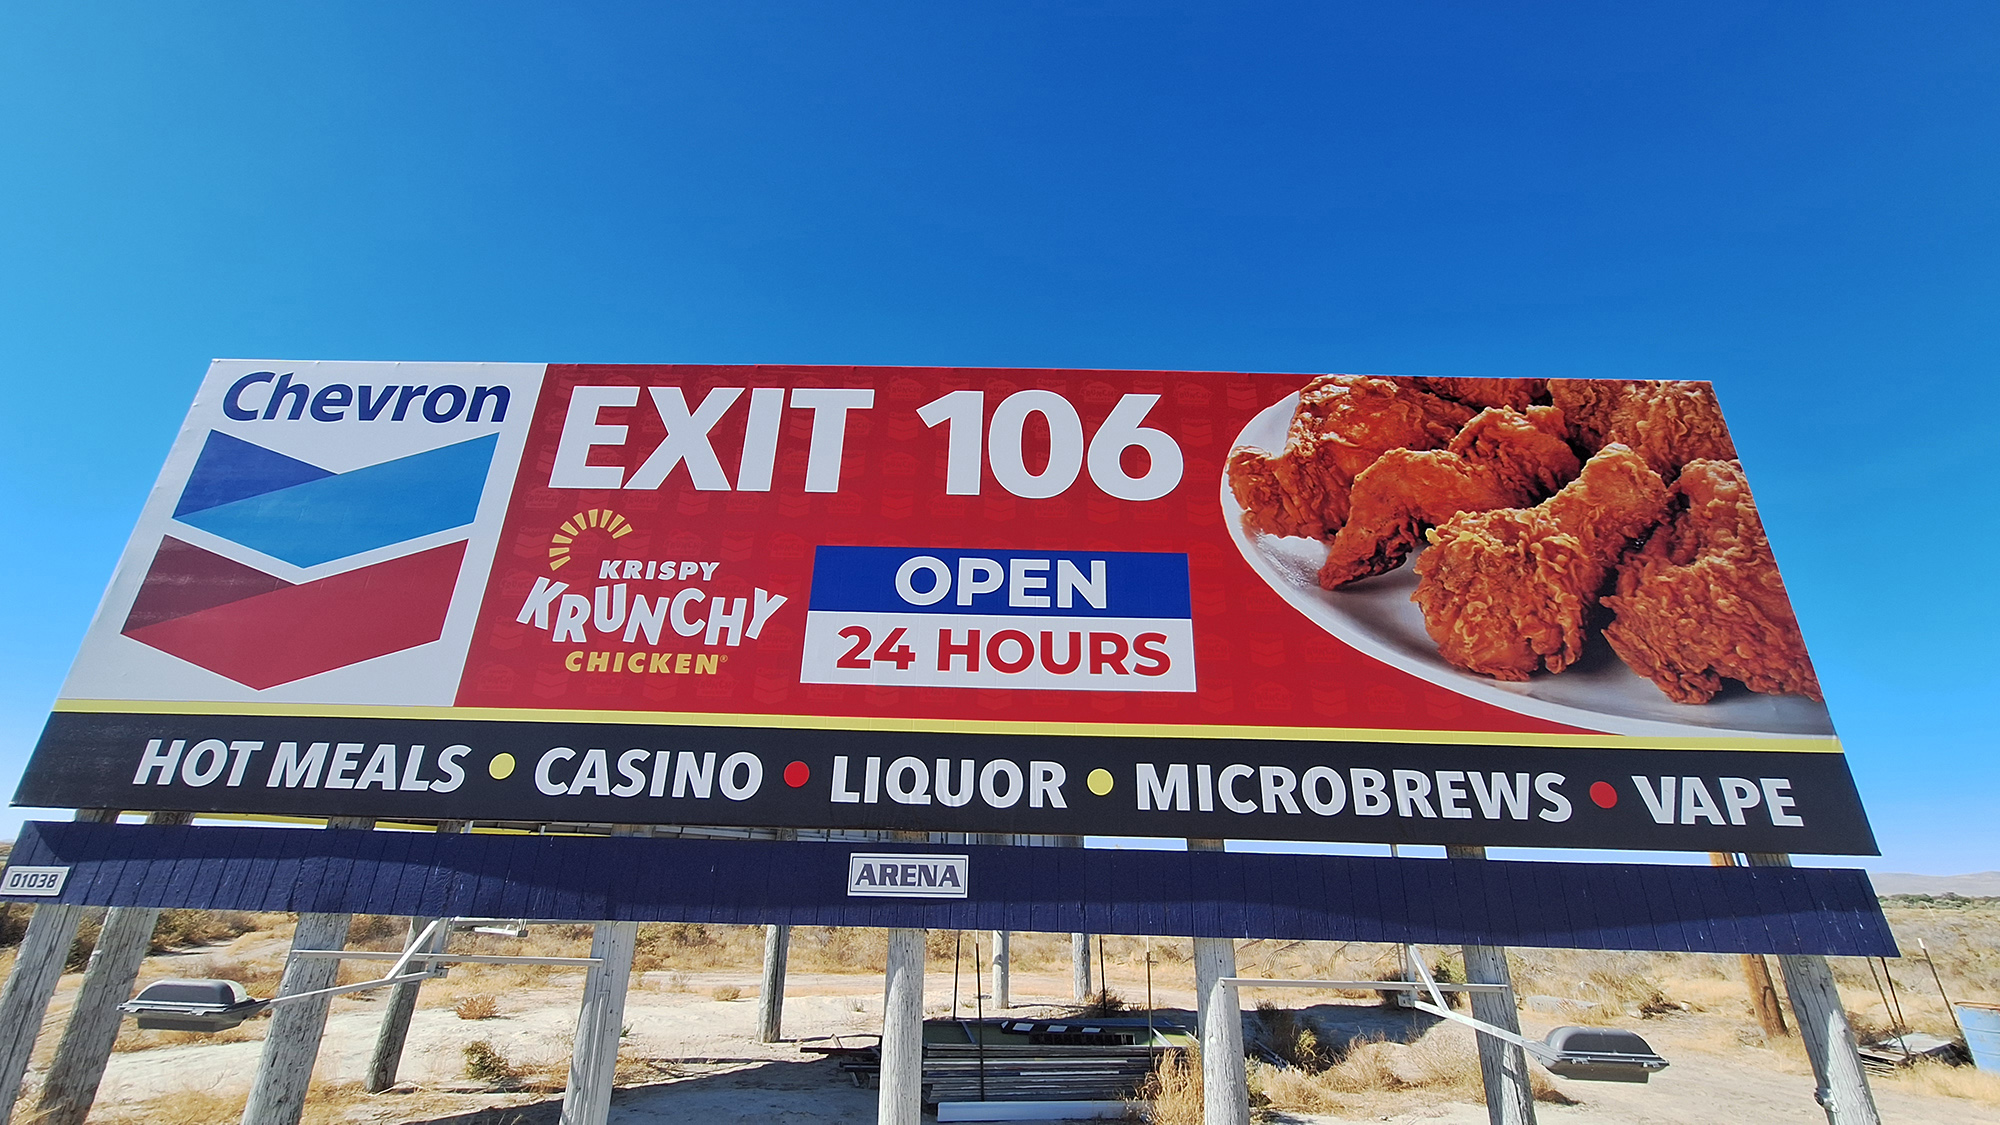 Chevron
EXIT 106
KRISPY
KRUNCHY
CHICKEN®
OPEN
24 HOURS
HOT MEALS • CASINO • LIQUOR • MICROBREWS • VAPE
01038
ARENA